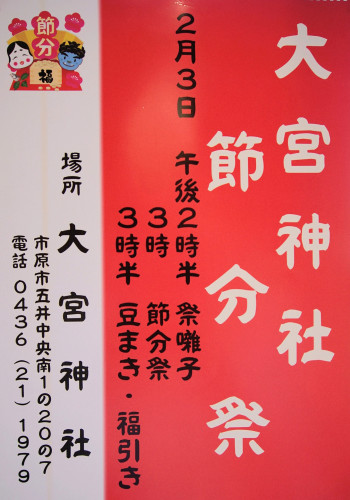 大宮神社
節分祭
2月3日 午後2時半 祭囃子
3時 節分祭
3時半 豆まき・福引き
場所 大宮神社
市原市五井中央南1の20の7
電話 0436(21)1979
節分
福